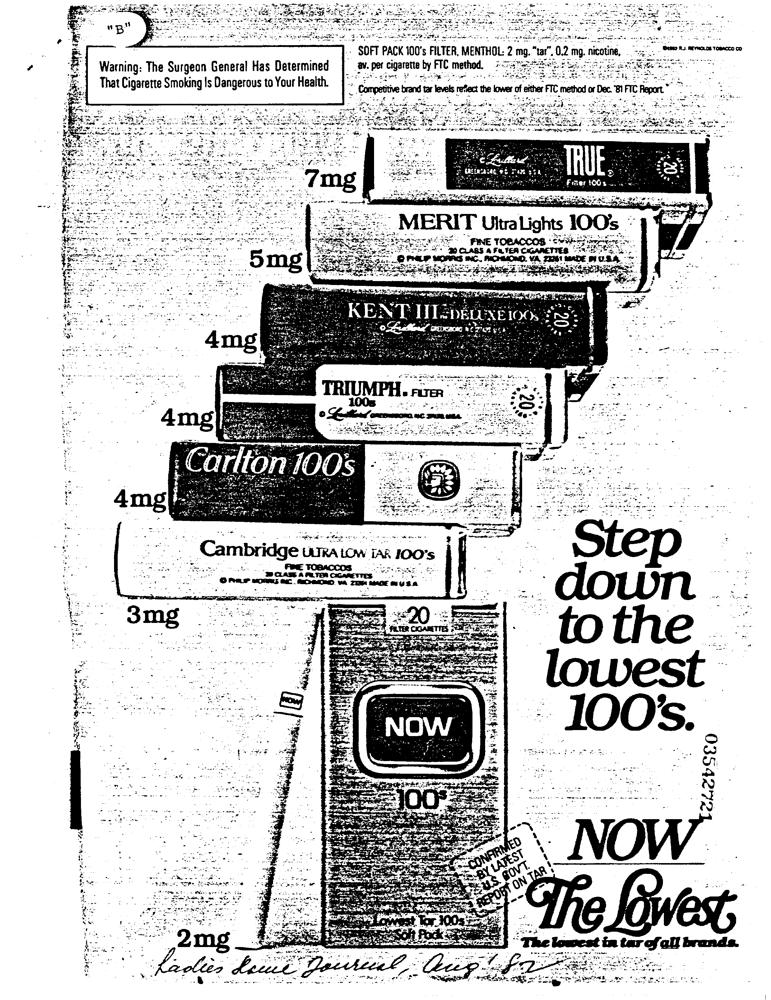 "B"
Warning: The Surgeon General Has Determined
That Cigarette Smoking Is Dangerous to Your Health.
SOFT PACK 100's FILTER, MENTHOL: 2 mg. "tar", 0.2 mg. nicotine,
av. per cigarette by FTC method.
©1982 R.J. REYNOLDS TOBACCO CO
Competitive brand tar levels reflect the lower of either FTC method or Dec. '81 FTC Report.
7mg
Lorillard
TRUE
Filter 100s
20
MERIT Ultra Lights 100's
FINE TOBACCOS
20 CLASS A FILTER CIGARETTES
© PHILIP MORRIS INC., RICHMOND, VA. 23261 MADE IN U.S.A.
5mg
KENT III DELUXE 100s
20
© Lorillard
4mg
TRIUMPH. FILTER
100s
20
© Lorillard
4mg
Carlton 100's
4mg
Cambridge ULTRA LOW TAR 100's
FINE TOBACCOS
20 CLASS A FILTER CIGARETTES
© PHILIP MORRIS INC. RICHMOND VA 23261 MADE IN U.S.A
3mg
20
FILTER CIGARETTES
NOW
NOW
100s
Step
down
to the
lowest
100's.
03542721
CONFIRMED
BY LATEST
U.S. GOV'T.
REPORT ON TAR
NOW
The Lowest
The lowest in tar of all brands.
Lowest Tar 100s
Soft Pack
2mg
Ladies Home Journal, Aug '82